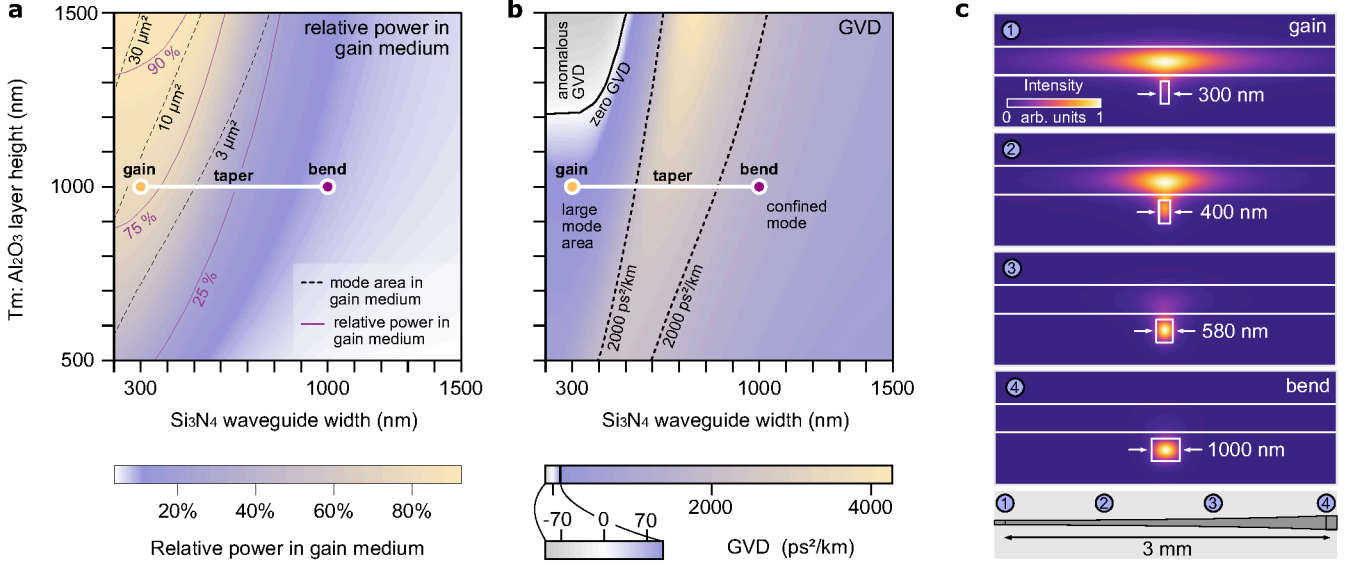 a
relative power in
gain medium
30 µm²
90 %
10 µm²
3 µm²
gain
taper
bend
75 %
25 %
mode area in
gain medium
relative power in
gain medium
1500
1000
500
Tm: Al₂O₃ layer height (nm)
300
1000
1500
Si₃N₄ waveguide width (nm)
20%
40%
60%
80%
Relative power in gain medium
b
GVD
anomalous
GVD
zero GVD
gain
taper
bend
large
mode
area
confined
mode
2000 ps²/km
2000 ps²/km
1500
1000
500
300
1000
1500
Si₃N₄ waveguide width (nm)
2000
4000
-70
0
70
GVD (ps²/km)
c
1
gain
Intensity
0 arb. units 1
300 nm
2
400 nm
3
580 nm
4
bend
1000 nm
1
2
3
4
3 mm